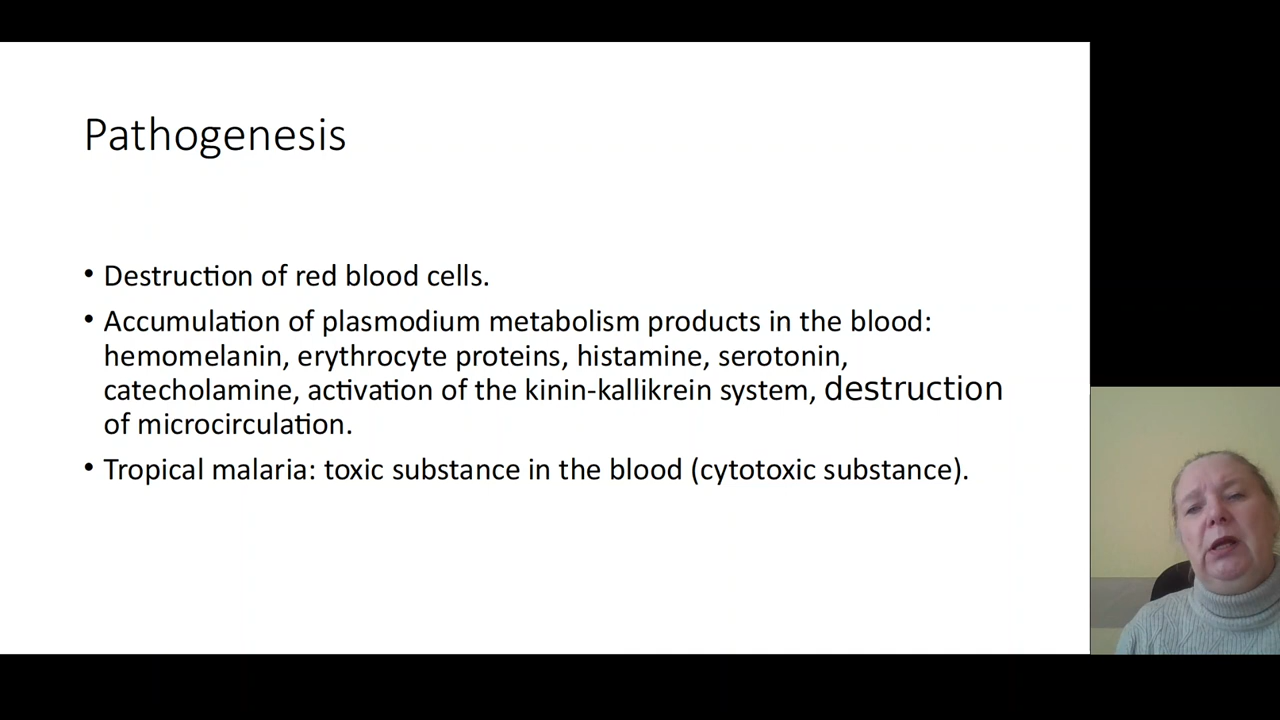 Pathogenesis
• Destruction of red blood cells.
• Accumulation of plasmodium metabolism products in the blood:
hemomelanin, erythrocyte proteins, histamine, serotonin,
catecholamine, activation of the kinin-kallikrein system, destruction
of microcirculation.
• Tropical malaria: toxic substance in the blood (cytotoxic substance).